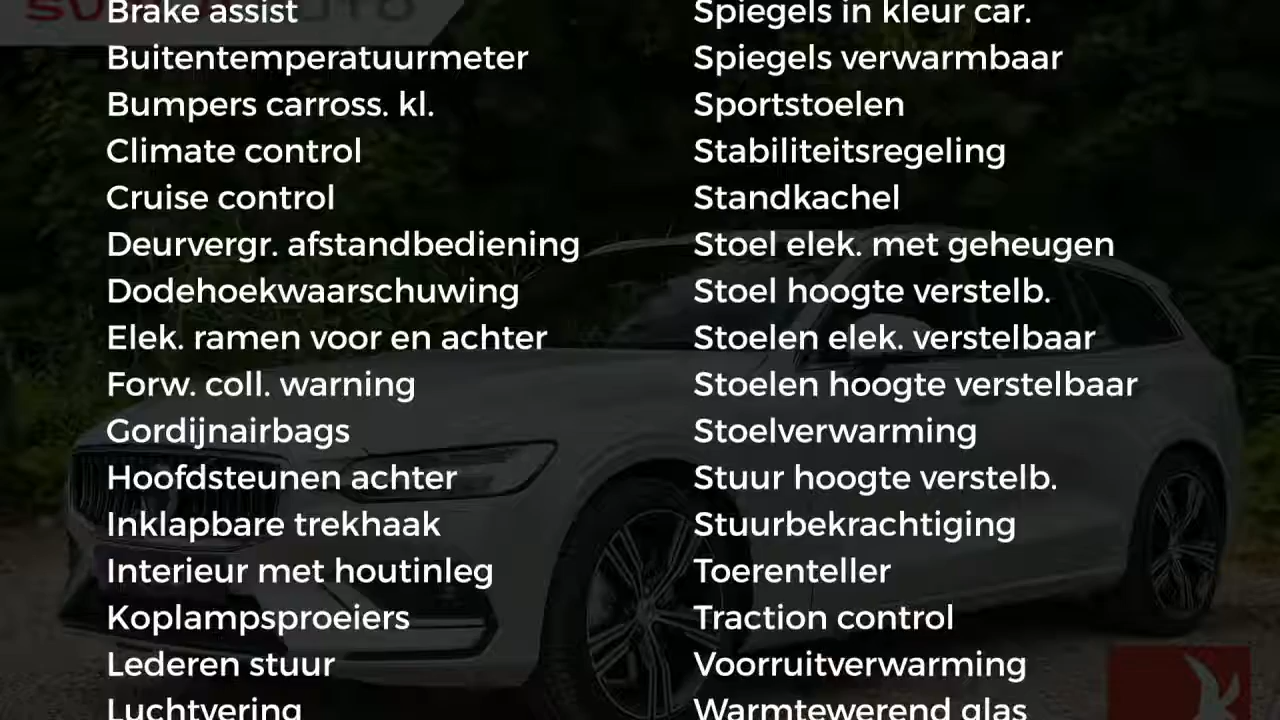 Brake assist
Buitentemperatuurmeter
Bumpers carross. kl.
Climate control
Cruise control
Deurvergr. afstandbediening
Dodehoekwaarschuwing
Elek. ramen voor en achter
Forw. coll. warning
Gordijnairbags
Hoofdsteunen achter
Inklapbare trekhaak
Interieur met houtinleg
Koplampsproeiers
Lederen stuur
Luchtvering
Spiegels in kleur car.
Spiegels verwarmbaar
Sportstoelen
Stabiliteitsregeling
Standkachel
Stoel elek. met geheugen
Stoel hoogte verstelb.
Stoelen elek. verstelbaar
Stoelen hoogte verstelbaar
Stoelverwarming
Stuur hoogte verstelb.
Stuurbekrachtiging
Toerenteller
Traction control
Voorruitverwarming
Warmtewerend glas